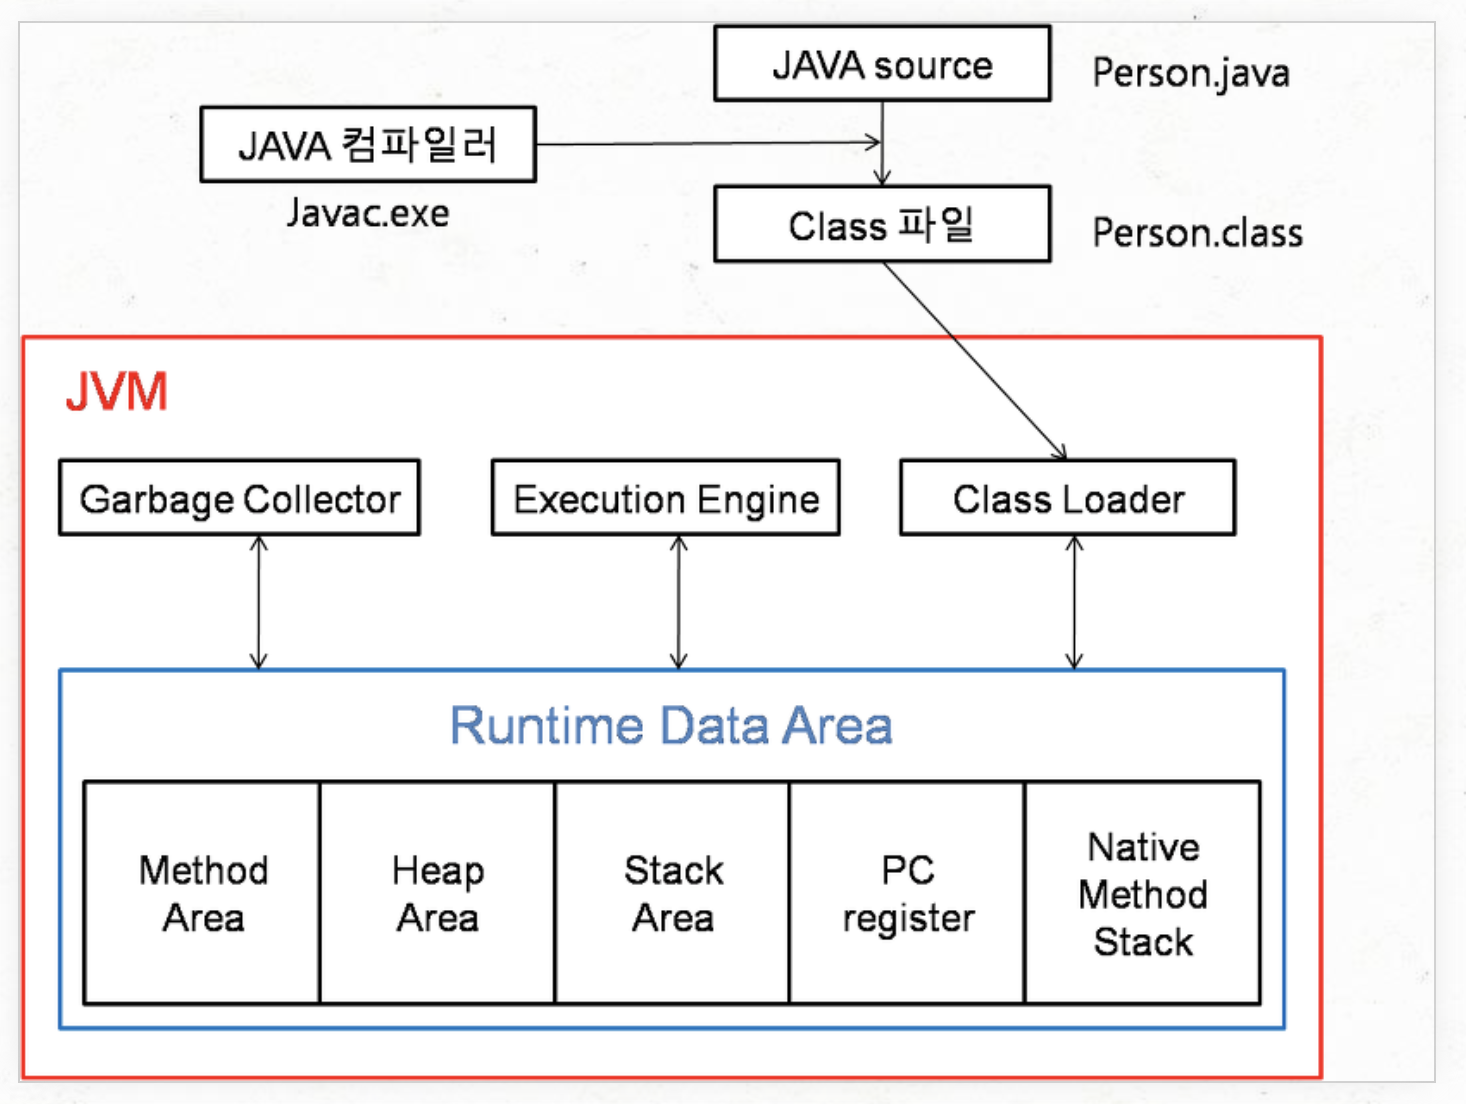 JAVA source
Person.java
JAVA 컴파일러
Javac.exe
Class 파일
Person.class
JVM
Garbage Collector
Execution Engine
Class Loader
Runtime Data Area
Method
Area
Heap
Area
Stack
Area
PC
register
Native
Method
Stack